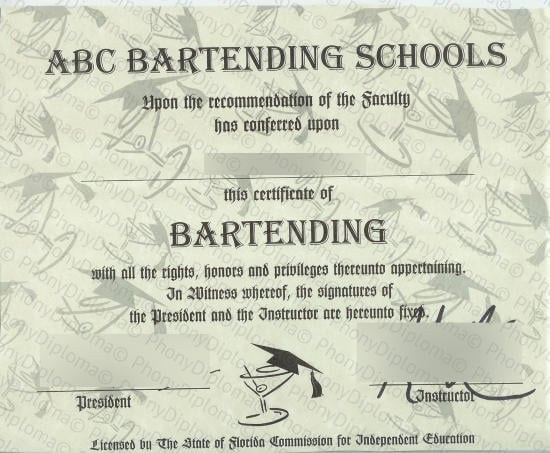 ABC BARTENDING SCHOOLS
Upon the recommendation of the Faculty
has conferred upon
this certificate of
BARTENDING
with all the rights, honors and privileges thereunto appertaining.
In Witness whereof, the signatures of
the President and the Instructor are hereunto fixed.
President
Instructor
Licensed by The State of Florida Commission for Independent Education
PhonyDiploma©